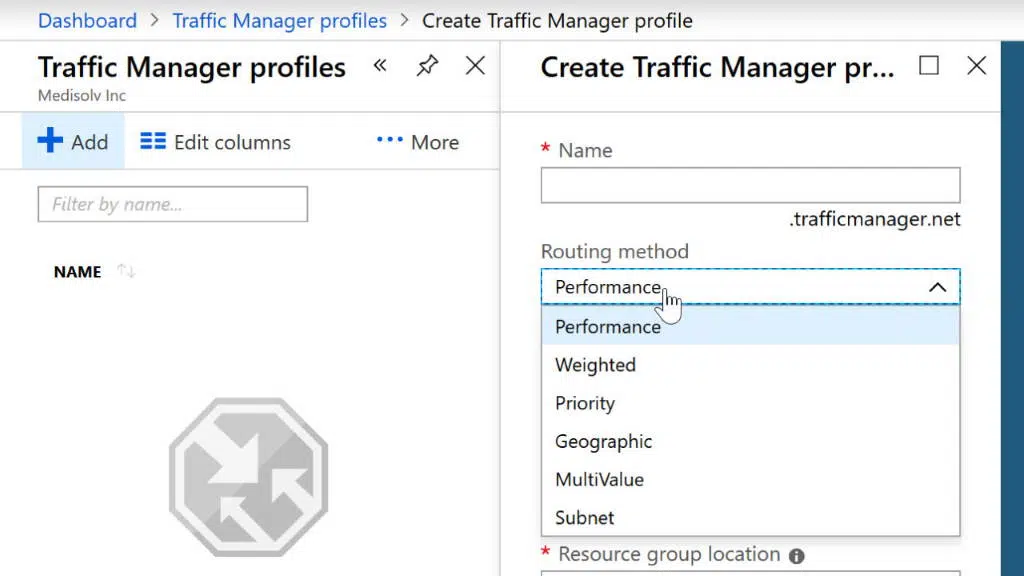 Dashboard > Traffic Manager profiles > Create Traffic Manager profile
Traffic Manager profiles
Medisolv Inc
Add
Edit columns
More
Filter by name...
NAME
Create Traffic Manager pr...
* Name
.trafficmanager.net
Routing method
Performance
Performance
Weighted
Priority
Geographic
MultiValue
Subnet
* Resource group location